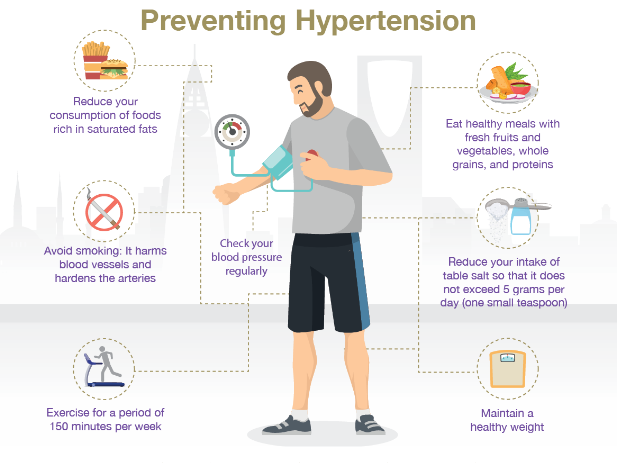 Preventing Hypertension
Reduce your
consumption of foods
rich in saturated fats
Eat healthy meals with
fresh fruits and
vegetables, whole
grains, and proteins
Avoid smoking: It harms
blood vessels and
hardens the arteries
Check your
blood pressure
regularly
Reduce your intake of
table salt so that it does
not exceed 5 grams per
day (one small teaspoon)
Exercise for a period of
150 minutes per week
Maintain a
healthy weight